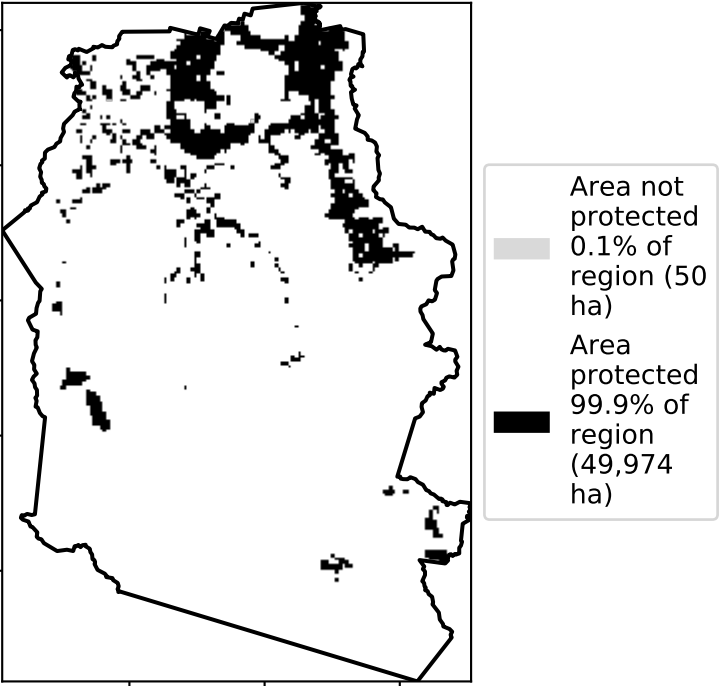 Area not
protected
0.1% of
region (50
ha)
Area
protected
99.9% of
region
(49,974
ha)